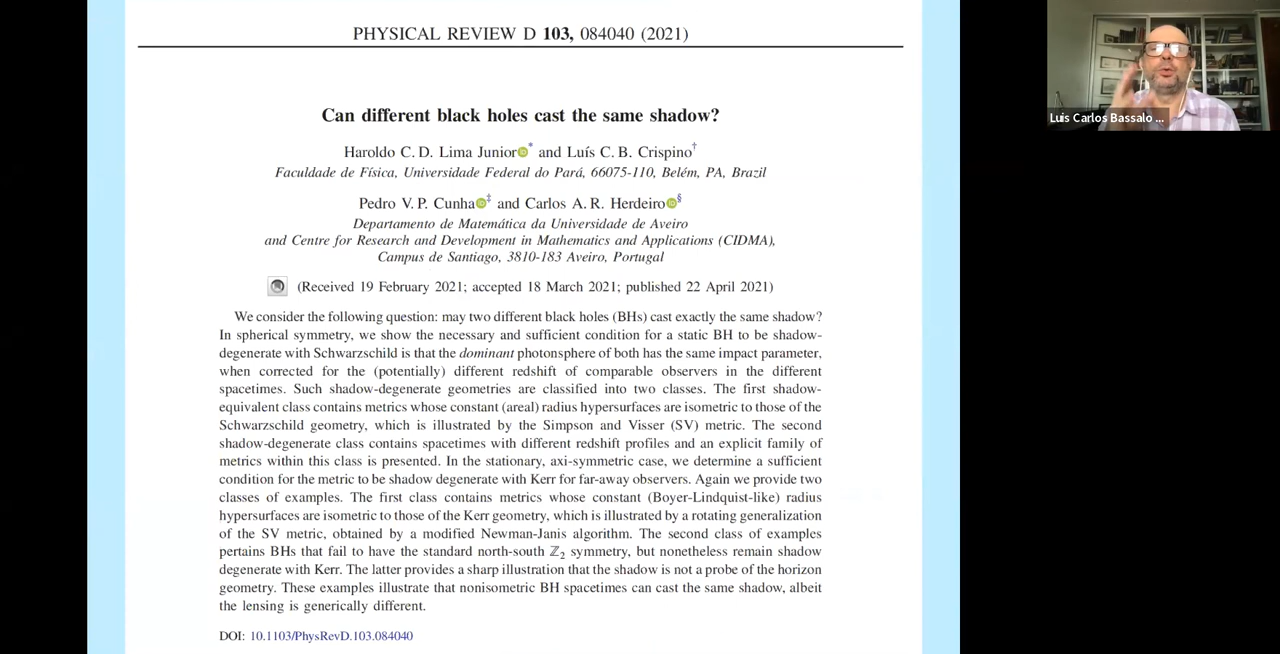 PHYSICAL REVIEW D 103, 084040 (2021)
Can different black holes cast the same shadow?
Haroldo C. D. Lima Junior* and Luís C. B. Crispino†
Faculdade de Física, Universidade Federal do Pará, 66075-110, Belém, PA, Brazil
Pedro V. P. Cunha‡ and Carlos A. R. Herdeiro§
Departamento de Matemática da Universidade de Aveiro
and Centre for Research and Development in Mathematics and Applications (CIDMA),
Campus de Santiago, 3810-183 Aveiro, Portugal
(Received 19 February 2021; accepted 18 March 2021; published 22 April 2021)
We consider the following question: may two different black holes (BHs) cast exactly the same shadow?
In spherical symmetry, we show the necessary and sufficient condition for a static BH to be shadow-
degenerate with Schwarzschild is that the dominant photonsphere of both has the same impact parameter,
when corrected for the (potentially) different redshift of comparable observers in the different
spacetimes. Such shadow-degenerate geometries are classified into two classes. The first shadow-
equivalent class contains metrics whose constant (areal) radius hypersurfaces are isometric to those of the
Schwarzschild geometry, which is illustrated by the Simpson and Visser (SV) metric. The second
shadow-degenerate class contains spacetimes with different redshift profiles and an explicit family of
metrics within this class is presented. In the stationary, axi-symmetric case, we determine a sufficient
condition for the metric to be shadow degenerate with Kerr for far-away observers. Again we provide two
classes of examples. The first class contains metrics whose constant (Boyer-Lindquist-like) radius
hypersurfaces are isometric to those of the Kerr geometry, which is illustrated by a rotating generalization
of the SV metric, obtained by a modified Newman-Janis algorithm. The second class of examples
pertains BHs that fail to have the standard north-south ℤ₂ symmetry, but nonetheless remain shadow
degenerate with Kerr. The latter provides a sharp illustration that the shadow is not a probe of the horizon
geometry. These examples illustrate that nonisometric BH spacetimes can cast the same shadow, albeit
the lensing is generically different.
DOI: 10.1103/PhysRevD.103.084040
Luis Carlos Bassalo ...